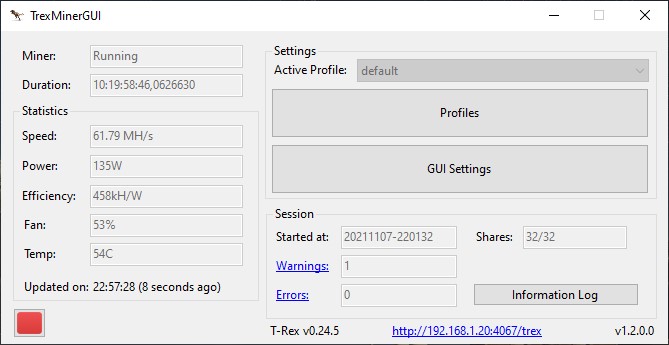 TrexMinerGUI
Miner: Running
Duration: 10:19:58:46,0626630
Statistics
Speed: 61.79 MH/s
Power: 135W
Efficiency: 458kH/W
Fan: 53%
Temp: 54C
Updated on: 22:57:28 (8 seconds ago)
Settings
Active Profile: default
Profiles
GUI Settings
Session
Started at: 20211107-220132 Shares: 32/32
Warnings: 1
Errors: 0 Information Log
T-Rex v0.24.5 http://192.168.1.20:4067/trex v1.2.0.0